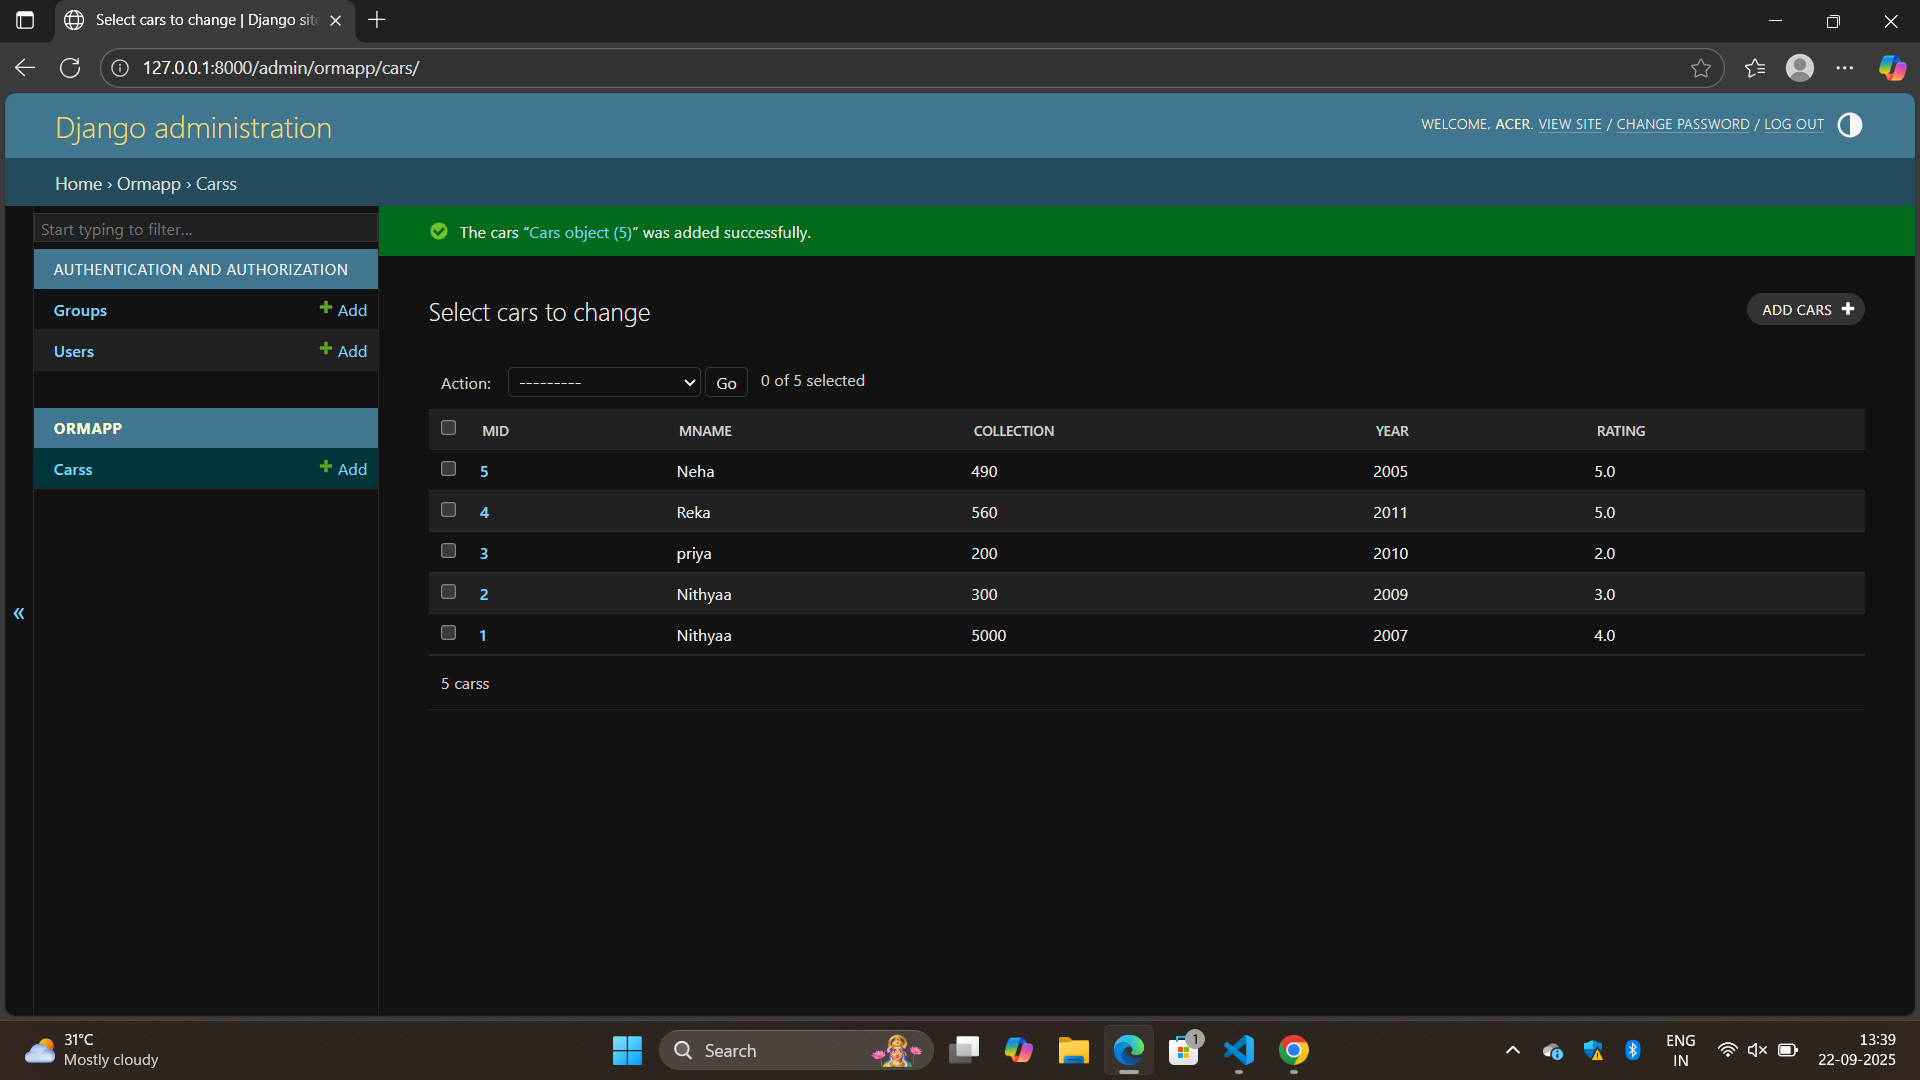 Select cars to change | Django sit
127.0.0.1:8000/admin/ormapp/cars/
Django administration
WELCOME, ACER. VIEW SITE / CHANGE PASSWORD / LOG OUT
Home › Ormapp › Carss
Start typing to filter...
AUTHENTICATION AND AUTHORIZATION
Groups Add
Users Add
ORMAPP
Carss Add
«
The cars “Cars object (5)” was added successfully.
Select cars to change
ADD CARS
Action: --------- Go 0 of 5 selected
MID MNAME COLLECTION YEAR RATING
5 Neha 490 2005 5.0
4 Reka 560 2011 5.0
3 priya 200 2010 2.0
2 Nithyaa 300 2009 3.0
1 Nithyaa 5000 2007 4.0
5 carss
31°C
Mostly cloudy
Search
1
ENG
IN
13:39
22-09-2025